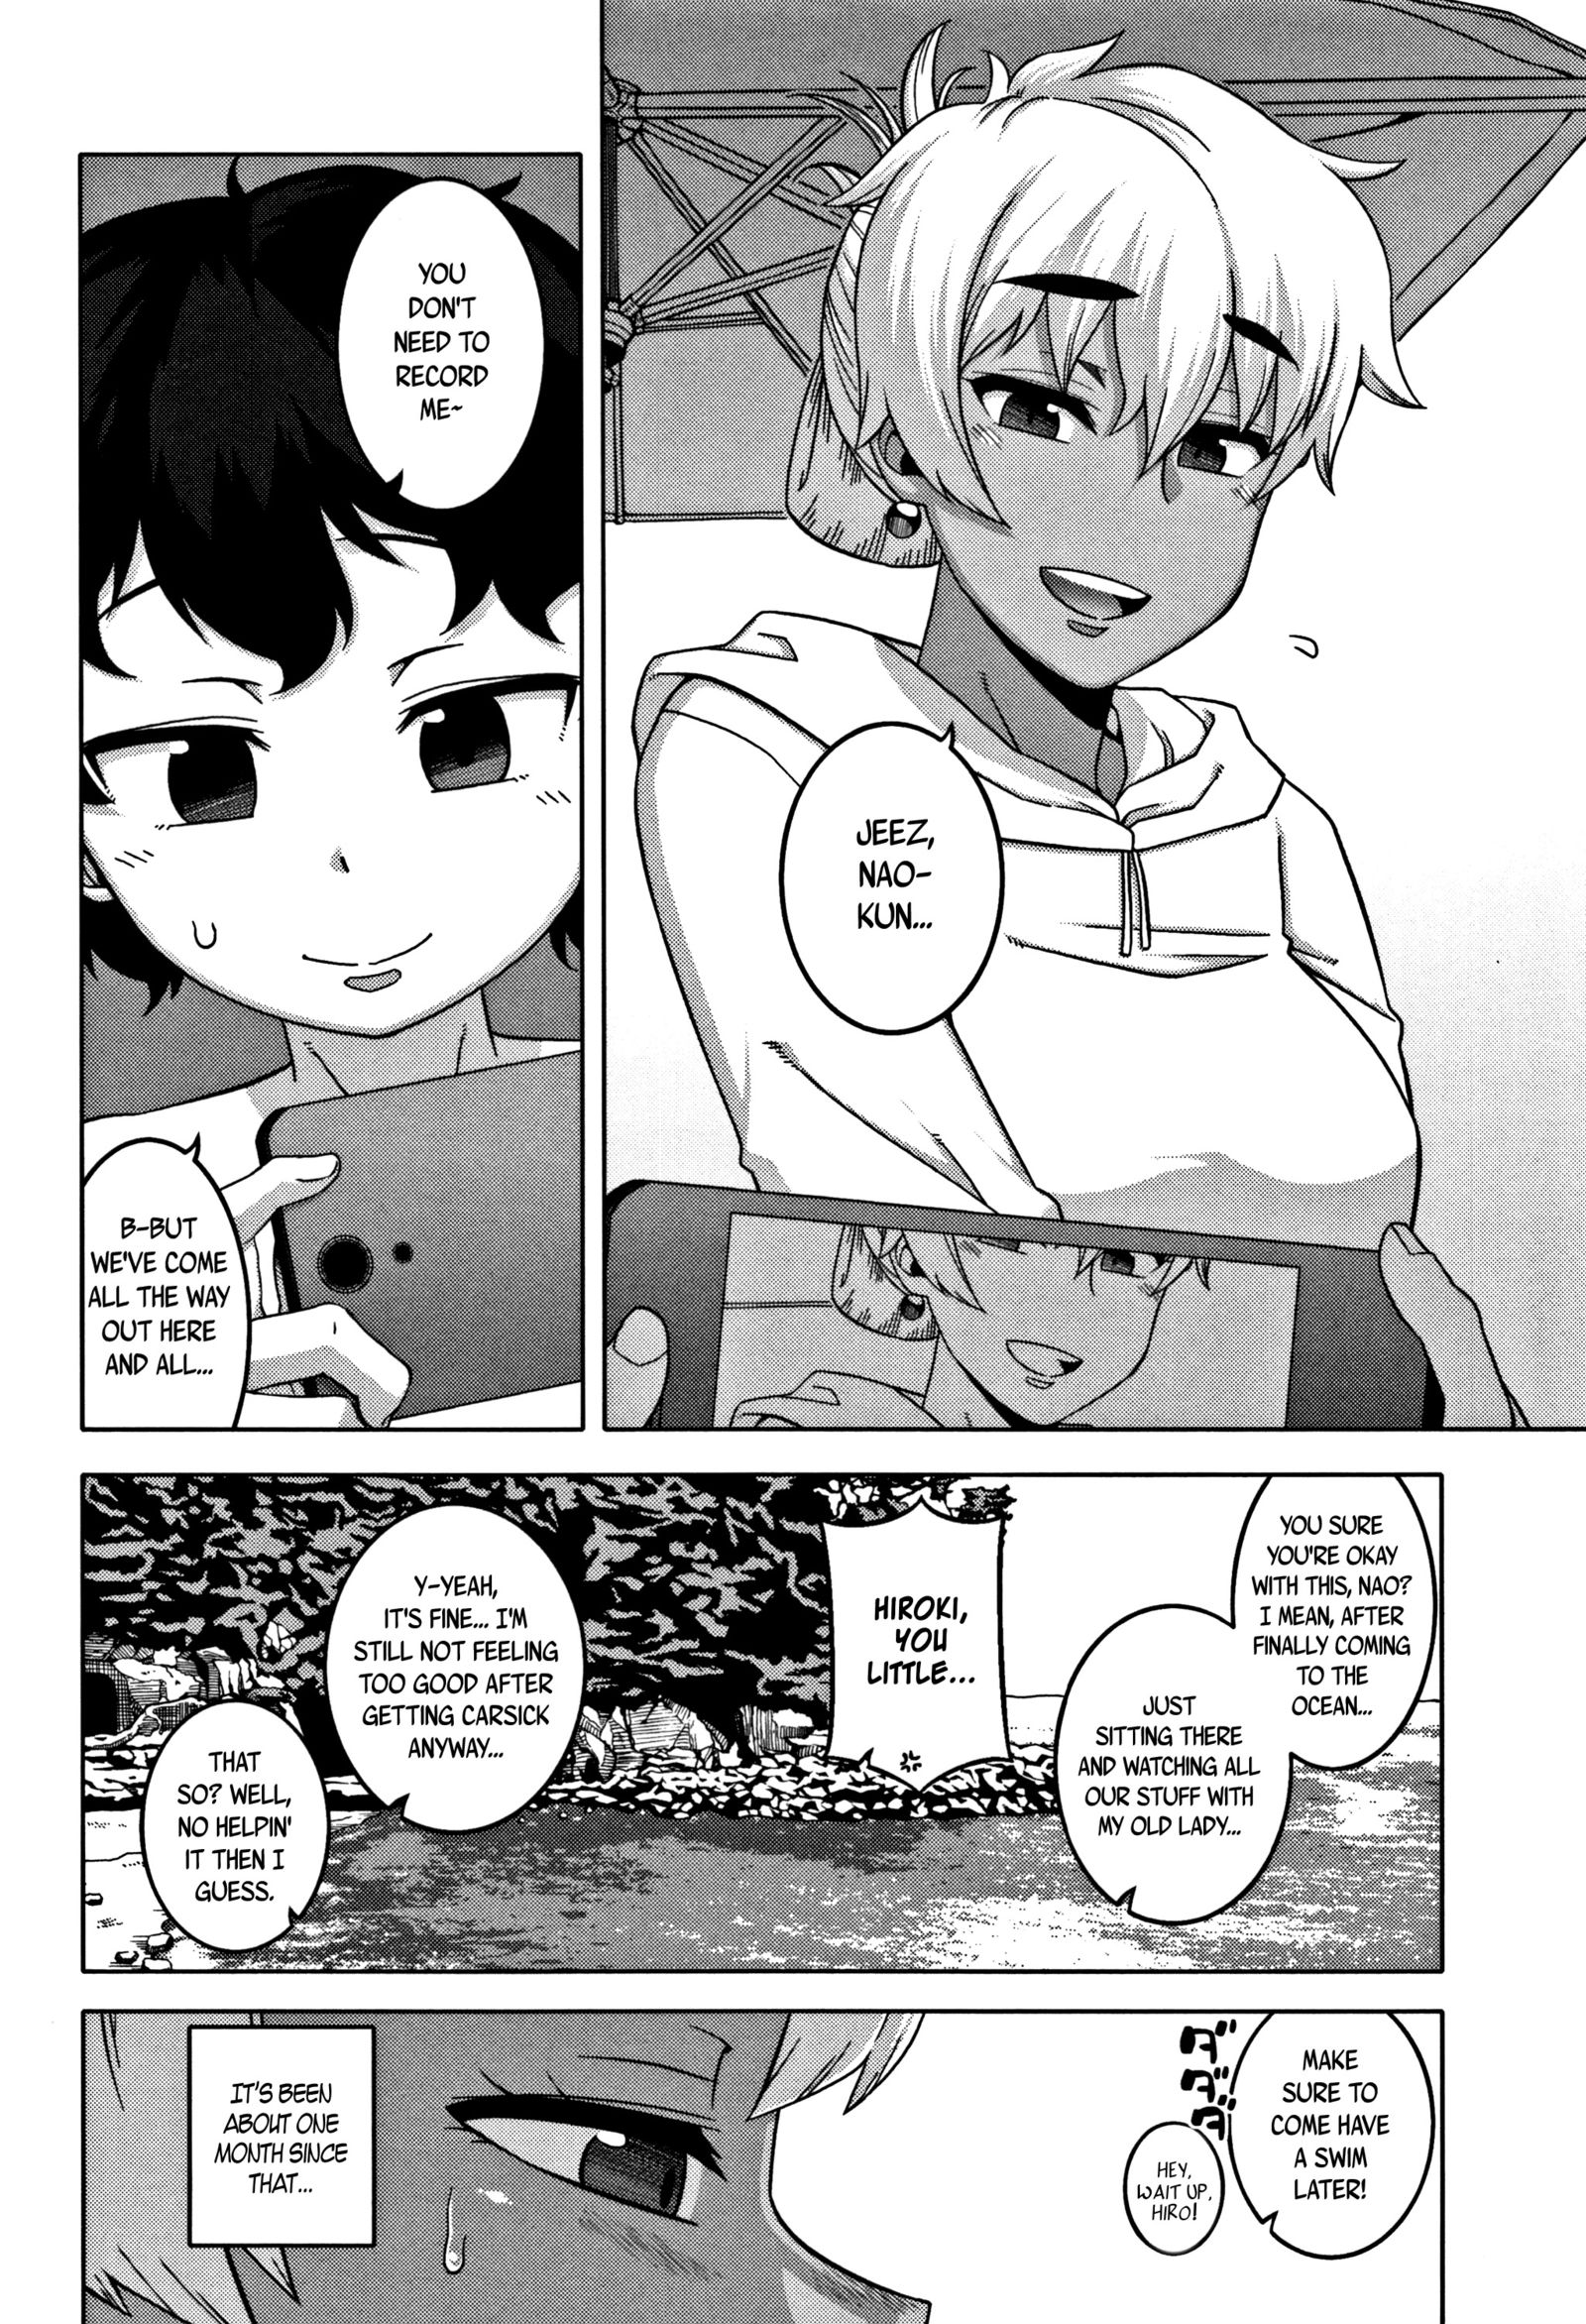 JEEZ,
NAO-
KUN...
YOU
DON'T
NEED TO
RECORD
ME~
B-BUT
WE'VE COME
ALL THE WAY
OUT HERE
AND ALL...
YOU SURE
YOU'RE OKAY
WITH THIS, NAO?
I MEAN, AFTER
FINALLY COMING
TO THE
OCEAN...
JUST
SITTING THERE
AND WATCHING ALL
OUR STUFF WITH
MY OLD LADY...
HIROKI,
YOU
LITTLE...
Y-YEAH,
IT'S FINE... I'M
STILL NOT FEELING
TOO GOOD AFTER
GETTING CARSICK
ANYWAY...
THAT
SO? WELL,
NO HELPIN'
IT THEN I
GUESS.
MAKE
SURE TO
COME HAVE
A SWIM
LATER!
ダダダ
HEY,
WAIT UP,
HIRO!
IT'S BEEN
ABOUT ONE
MONTH SINCE
THAT...